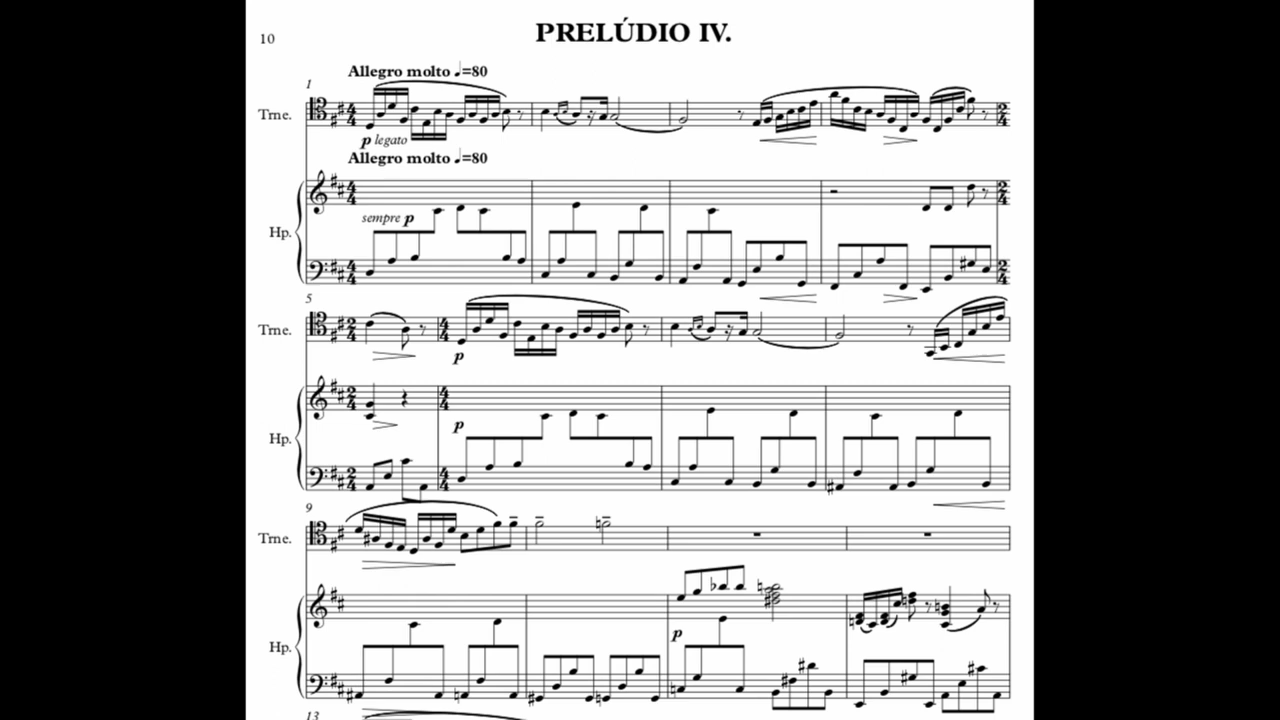 PRELÚDIO IV.
10
Allegro molto ♩=80
1
Trne.
p legato
Allegro molto ♩=80
sempre p
Hp.
5
Trne.
p
p
Hp.
9
Trne.
p
Hp.
13